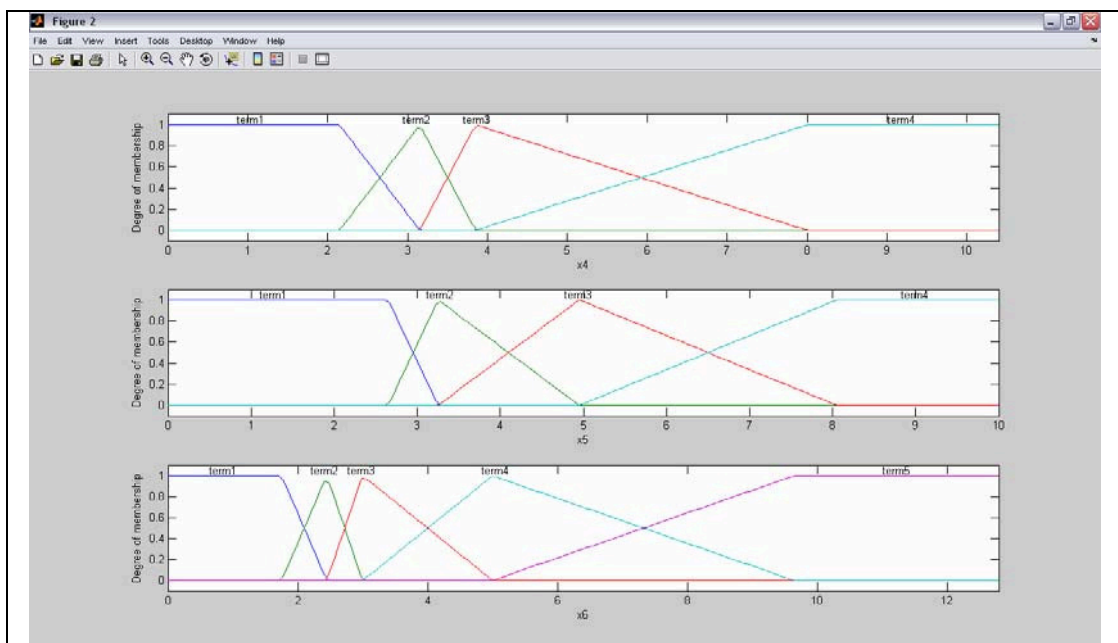 Figure 2
File Edit View Insert Tools Desktop Window Help
term1 term2 term3 term4
Degree of membership
1
0.8
0.6
0.4
0.2
0
0 1 2 3 4 5 6 7 8 9 10
x4
term1 term2 term3 term4
Degree of membership
1
0.8
0.6
0.4
0.2
0
0 1 2 3 4 5 6 7 8 9 10
x5
term1 term2 term3 term4 term5
Degree of membership
1
0.8
0.6
0.4
0.2
0
0 2 4 6 8 10 12
x6